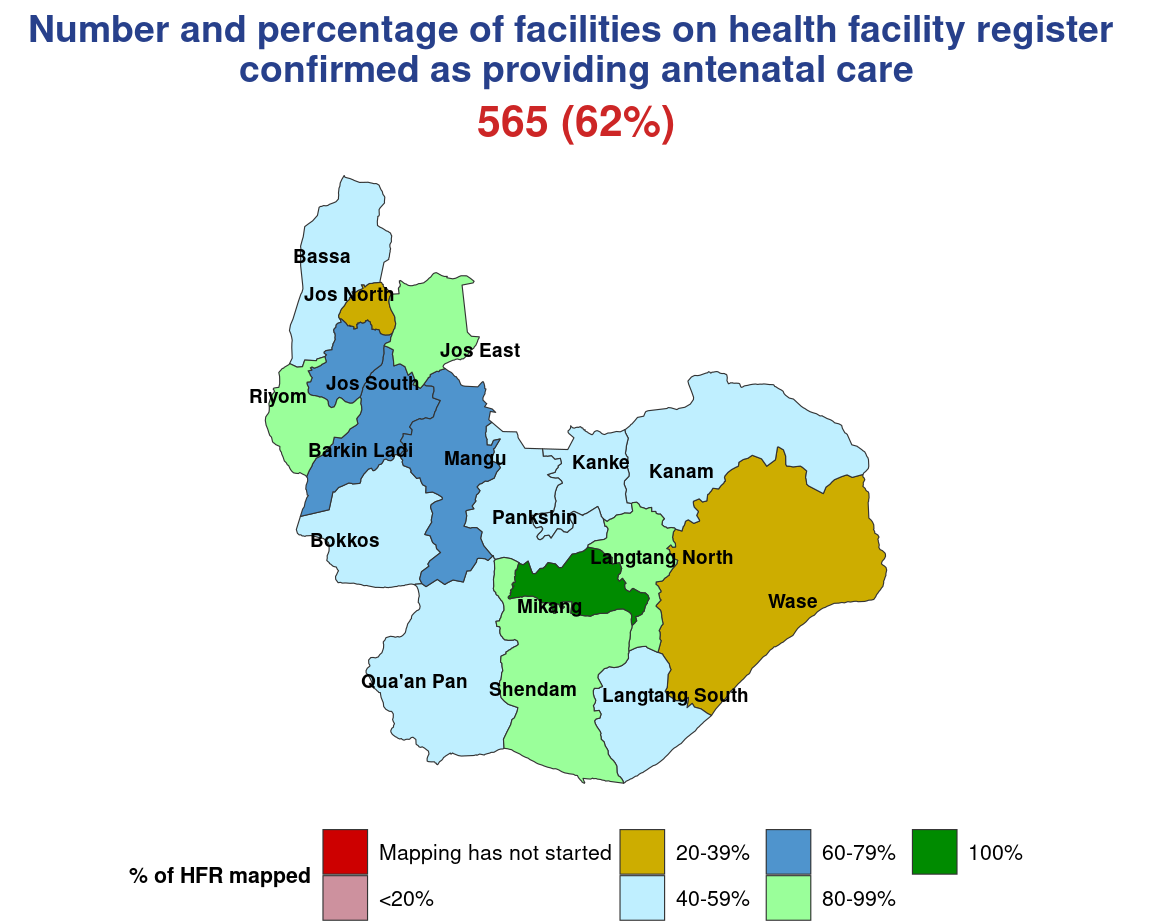 Number and percentage of facilities on health facility register
confirmed as providing antenatal care
565 (62%)
Bassa
Jos North
Jos East
Jos South
Riyom
Barkin Ladi
Mangu
Kanke
Kanam
Pankshin
Bokkos
Langtang North
Wase
Mikang
Qua'an Pan
Shendam
Langtang South
% of HFR mapped
Mapping has not started
<20%
20-39%
40-59%
60-79%
80-99%
100%